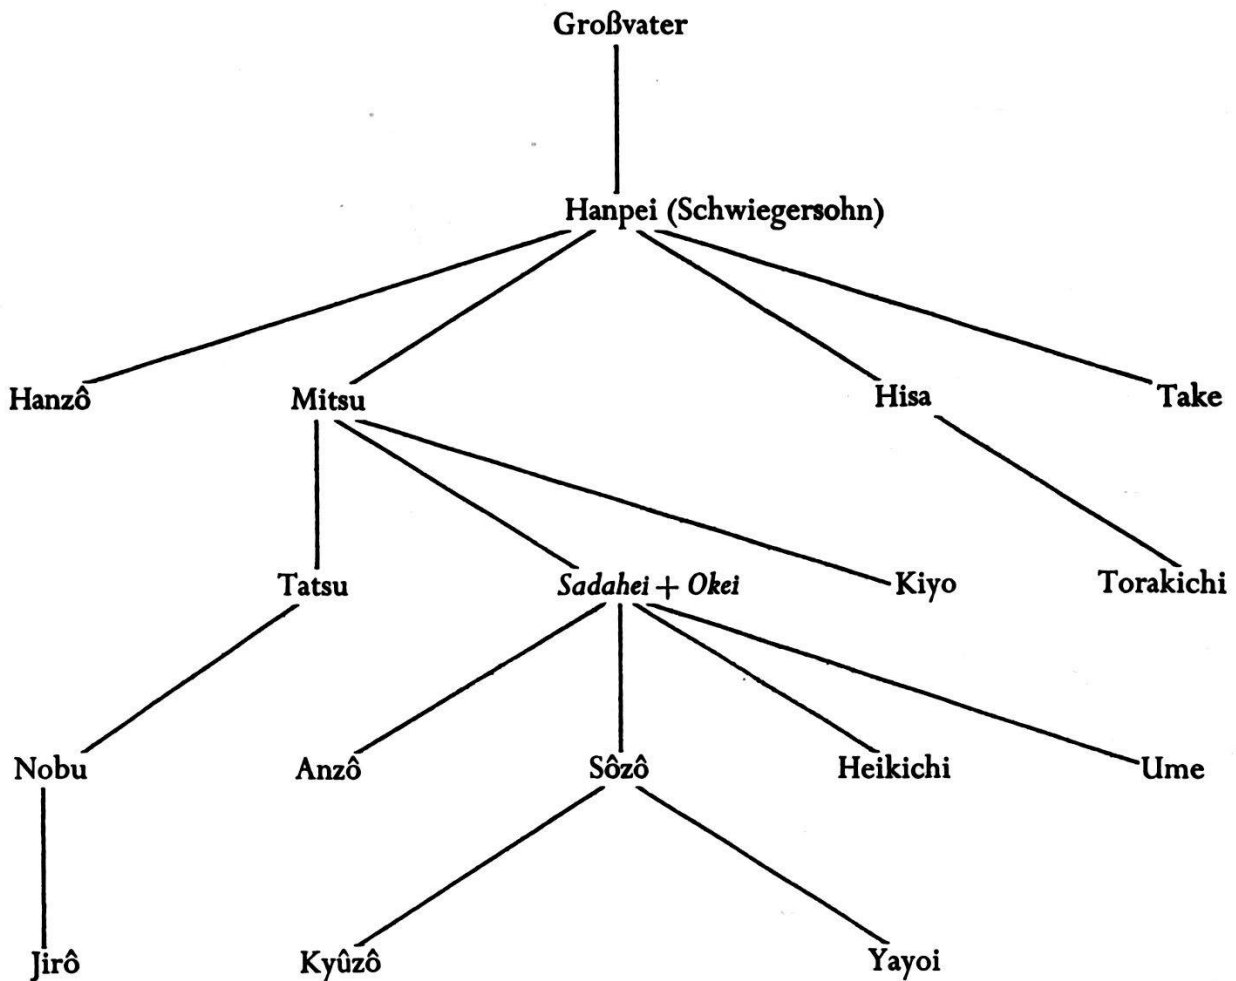 Großvater
Hanpei (Schwiegersohn)
Hanzô Mitsu Hisa Take
Tatsu Sadahei + Okei Kiyo Torakichi
Nobu Anzô Sôzô Heikichi Ume
Jirô Kyûzô Yayoi